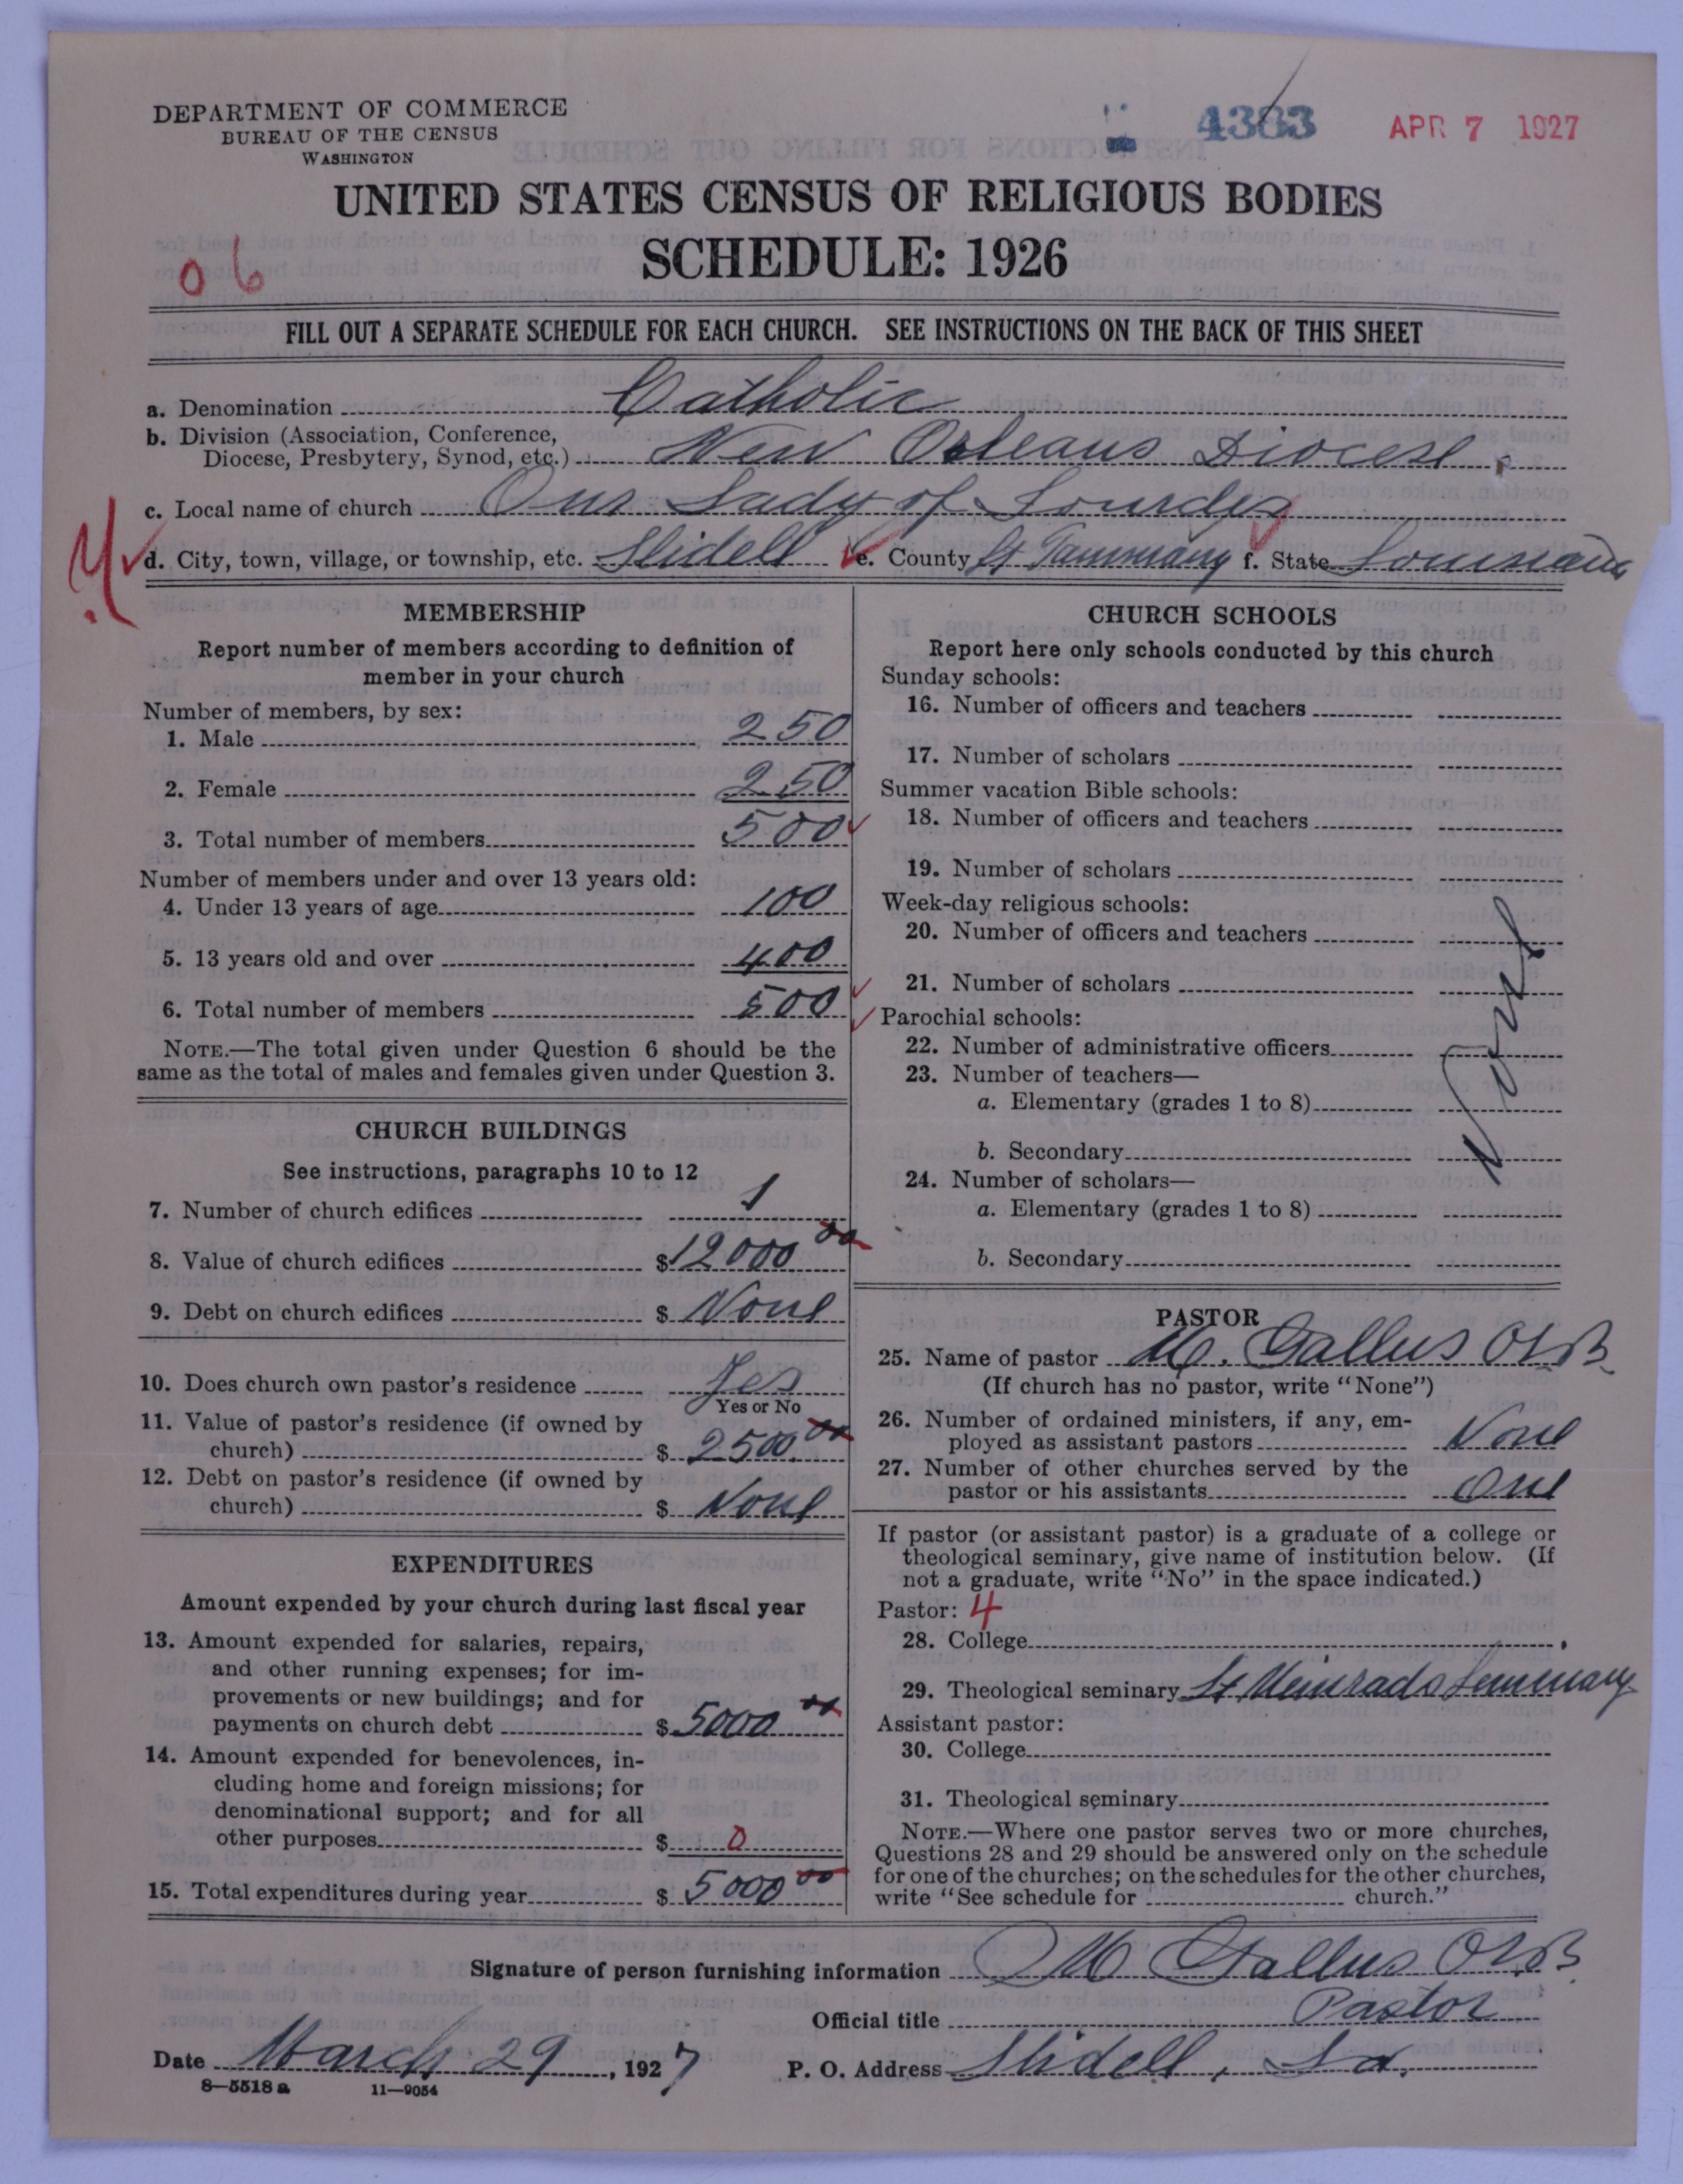 DEPARTMENT OF COMMERCE
BUREAU OF THE CENSUS
WASHINGTON
4383
APR 7 1927
UNITED STATES CENSUS OF RELIGIOUS BODIES
SCHEDULE: 1926
06
FILL OUT A SEPARATE SCHEDULE FOR EACH CHURCH. SEE INSTRUCTIONS ON THE BACK OF THIS SHEET
a. Denomination Catholic
b. Division (Association, Conference,
Diocese, Presbytery, Synod, etc.) New Orleans Diocese
c. Local name of church Our Lady of Lourdes
d. City, town, village, or township, etc. Slidell e. County St Tammany f. State Louisiana
MEMBERSHIP
Report number of members according to definition of
member in your church
Number of members, by sex:
1. Male 250
2. Female 250
3. Total number of members 500
Number of members under and over 13 years old:
4. Under 13 years of age 100
5. 13 years old and over 400
6. Total number of members 500
NOTE.—The total given under Question 6 should be the
same as the total of males and females given under Question 3.
CHURCH BUILDINGS
See instructions, paragraphs 10 to 12
7. Number of church edifices 1
8. Value of church edifices $12000 00
9. Debt on church edifices $ None
10. Does church own pastor's residence Yes
Yes or No
11. Value of pastor's residence (if owned by
church) $ 2500 00
12. Debt on pastor's residence (if owned by
church) $ None
EXPENDITURES
Amount expended by your church during last fiscal year
13. Amount expended for salaries, repairs,
and other running expenses; for im-
provements or new buildings; and for
payments on church debt $ 5000 00
14. Amount expended for benevolences, in-
cluding home and foreign missions; for
denominational support; and for all
other purposes $ 0
15. Total expenditures during year $ 5000 00
CHURCH SCHOOLS
Report here only schools conducted by this church
Sunday schools:
16. Number of officers and teachers
17. Number of scholars
Summer vacation Bible schools:
18. Number of officers and teachers
19. Number of scholars
Week-day religious schools:
20. Number of officers and teachers
21. Number of scholars
Parochial schools:
22. Number of administrative officers
23. Number of teachers—
a. Elementary (grades 1 to 8)
b. Secondary
24. Number of scholars—
a. Elementary (grades 1 to 8)
b. Secondary
None
PASTOR
25. Name of pastor M. Gallus OSB
(If church has no pastor, write "None")
26. Number of ordained ministers, if any, em-
ployed as assistant pastors None
27. Number of other churches served by the
pastor or his assistants One
If pastor (or assistant pastor) is a graduate of a college or
theological seminary, give name of institution below. (If
not a graduate, write "No" in the space indicated.)
Pastor: 4
28. College
29. Theological seminary St Meinrads Seminary
Assistant pastor:
30. College
31. Theological seminary
NOTE.—Where one pastor serves two or more churches,
Questions 28 and 29 should be answered only on the schedule
for one of the churches; on the schedules for the other churches,
write "See schedule for church."
Signature of person furnishing information M Gallus OSB
Official title Pastor
Date March 29, 1927 P. O. Address Slidell, La.
8—5518 a 11—9054